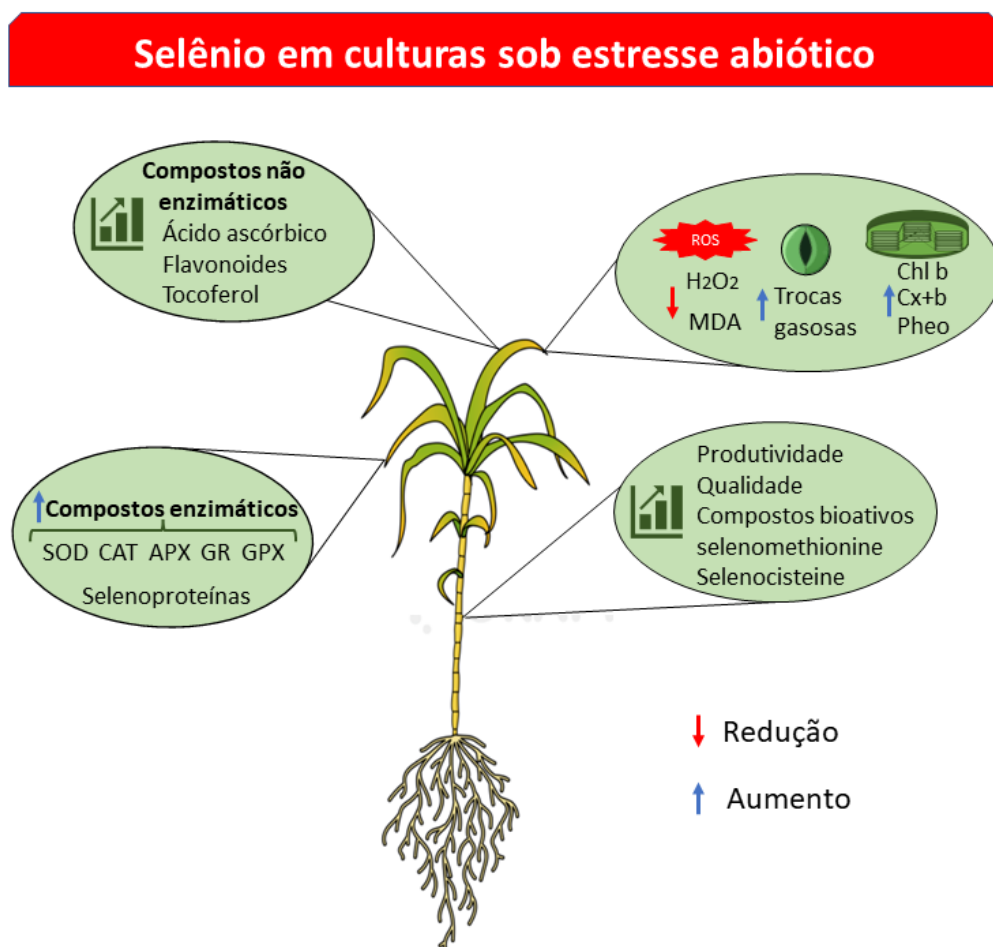 Selênio em culturas sob estresse abiótico
Compostos não
enzimáticos
Ácido ascórbico
Flavonoides
Tocoferol
ROS
H2O2
MDA
Trocas
gasosas
Chl b
Cx+b
Pheo
Compostos enzimáticos
SOD CAT APX GR GPX
Selenoproteínas
Produtividade
Qualidade
Compostos bioativos
selenomethionine
Selenocisteine
Redução
Aumento